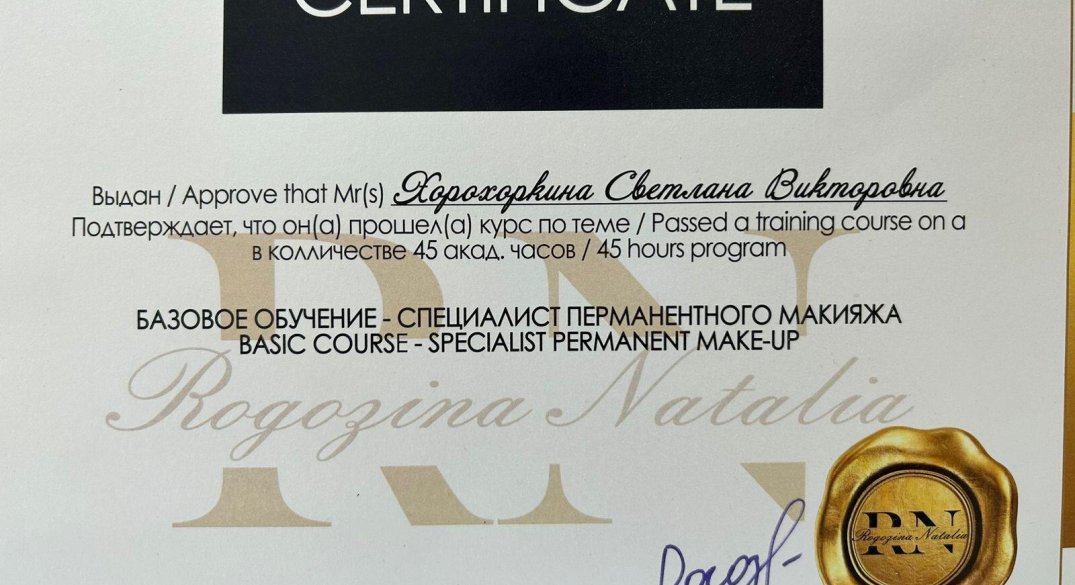 CERTIFICATE
Выдан / Approve that Mr(s) Хорохоркина Светлана Викторовна
Подтверждает, что он(а) прошел(а) курс по теме / Passed a training course on a
в колличестве 45 акад. часов / 45 hours program
RN
БАЗОВОЕ ОБУЧЕНИЕ - СПЕЦИАЛИСТ ПЕРМАНЕНТНОГО МАКИЯЖА
BASIC COURSE - SPECIALIST PERMANENT MAKE-UP
Rogozina Natalia
RN
Rogozina Natalia